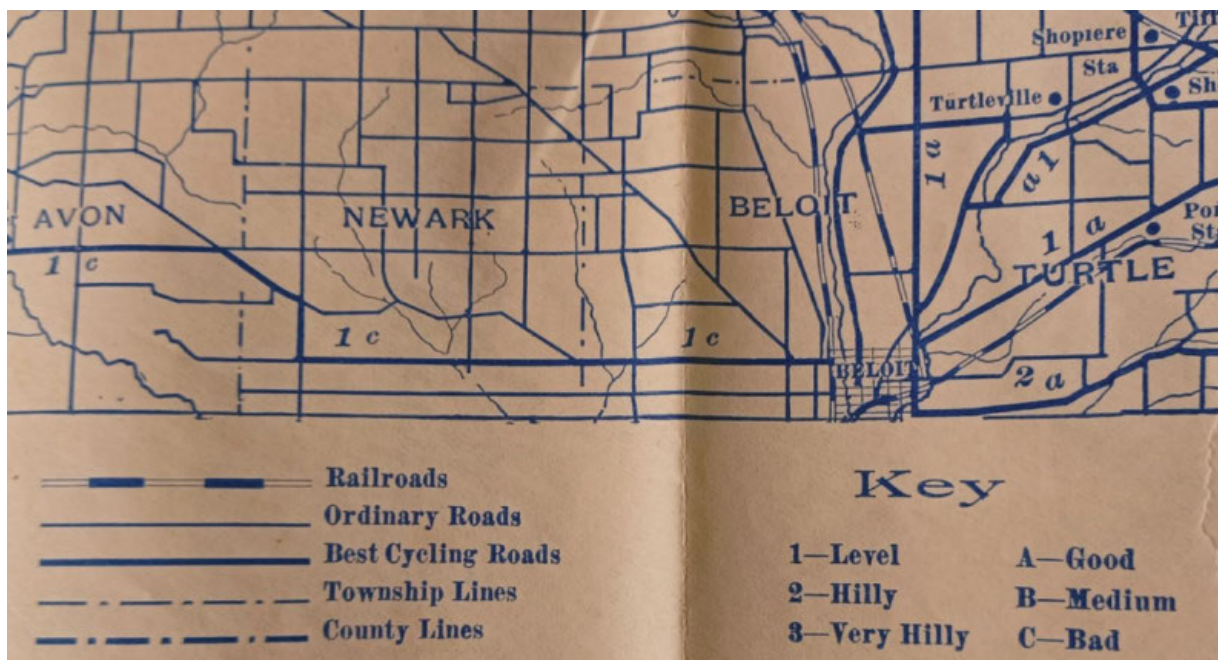 Shopiere
Sta
Turtleville
1 a
a 1
AVON
NEWARK
BELOIT
1 a
TURTLE
1 c
1 c
1 c
BELOIT
2 a
Railroads
Ordinary Roads
Best Cycling Roads
Township Lines
County Lines
Key
1—Level
2—Hilly
3—Very Hilly
A—Good
B—Medium
C—Bad